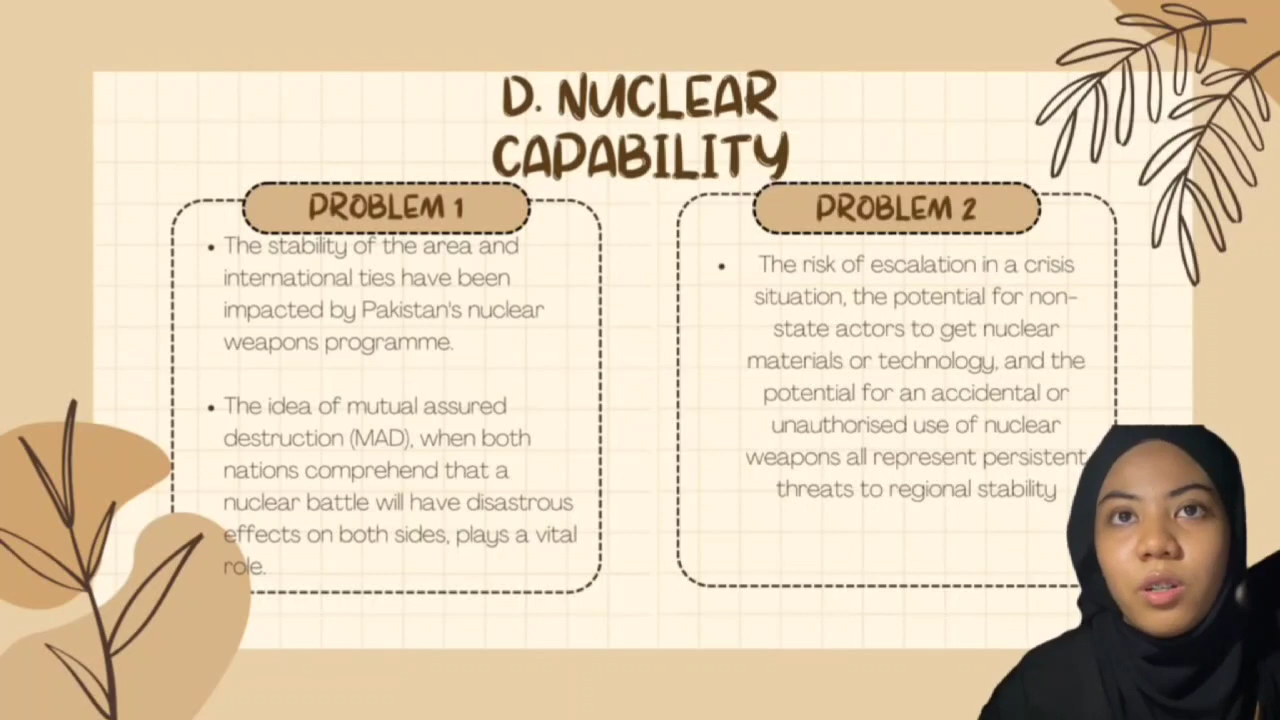 D. NUCLEAR
CAPABILITY
PROBLEM 1
• The stability of the area and
international ties have been
impacted by Pakistan's nuclear
weapons programme.
• The idea of mutual assured
destruction (MAD), when both
nations comprehend that a
nuclear battle will have disastrous
effects on both sides, plays a vital
role.
PROBLEM 2
• The risk of escalation in a crisis
situation, the potential for non-
state actors to get nuclear
materials or technology, and the
potential for an accidental or
unauthorised use of nuclear
weapons all represent persistent
threats to regional stability